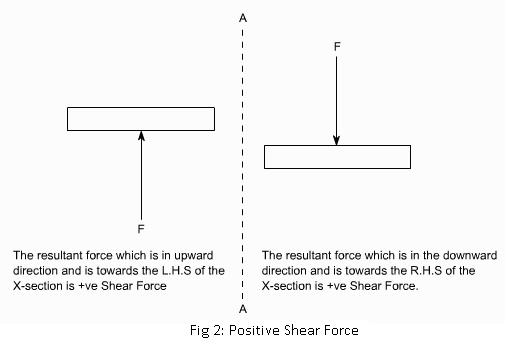 A
F
F
The resultant force which is in upward
direction and is towards the L.H.S of the
X-section is +ve Shear Force
The resultant force which is in the downward
direction and is towards the R.H.S of the
X-section is +ve Shear Force.
A
Fig 2: Positive Shear Force